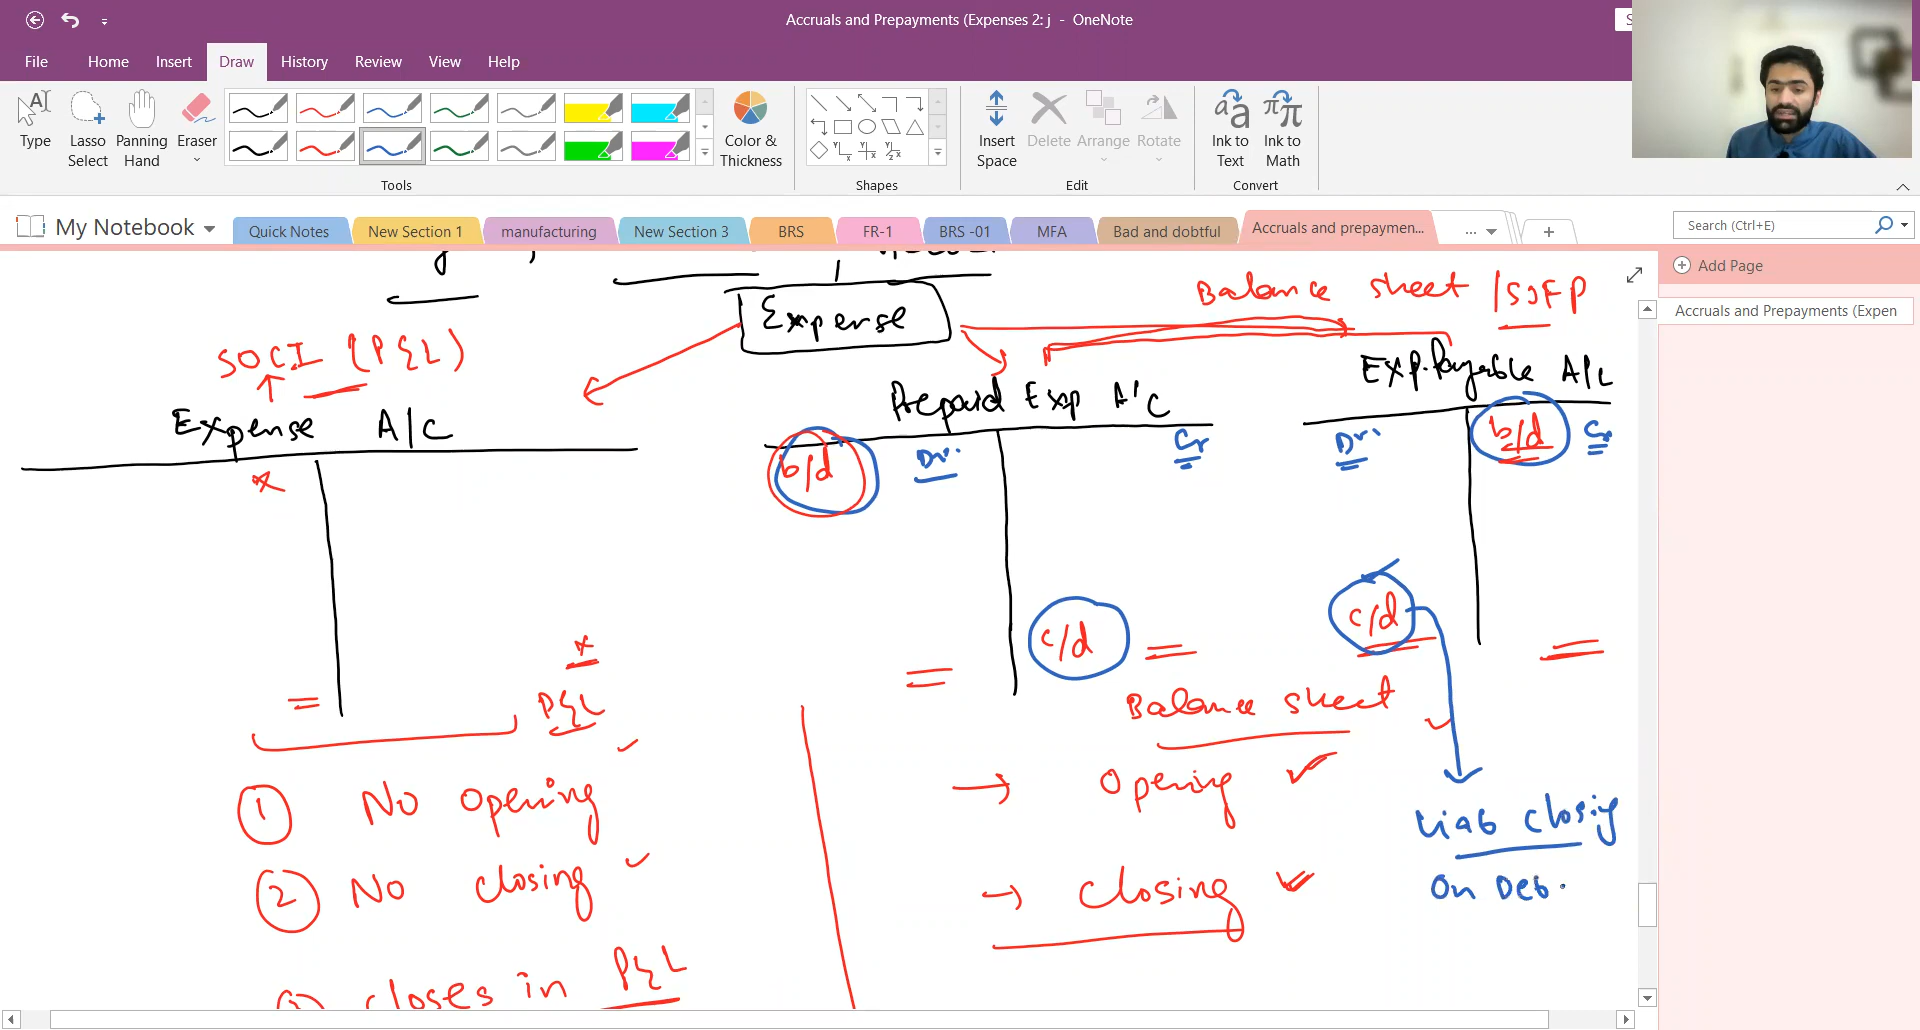 Accruals and Prepayments (Expenses 2: j - OneNote
File Home Insert Draw History Review View Help
Type
Lasso Select
Panning Hand
Eraser
Color & Thickness
Insert Space
Delete
Arrange
Rotate
Ink to Text
Ink to Math
Tools
Shapes
Edit
Convert
My Notebook
Quick Notes
New Section 1
manufacturing
New Section 3
BRS
FR-1
BRS -01
MFA
Bad and dobtful
Accruals and prepaymen...
...
Search (Ctrl+E)
Add Page
Accruals and Prepayments (Expen
Balance sheet / SOFP
Expense
SOCI (P&L)
Expense A/C
Prepaid Exp A/C
Exp. Payable A/C
b/d Dr. Cr
Dr. b/d Cr
c/d
c/d
P&L
Balance sheet
① No opening
② No closing
closes in P&L
→ Opening ✓
→ closing ✓
Liab closing
On Deb.